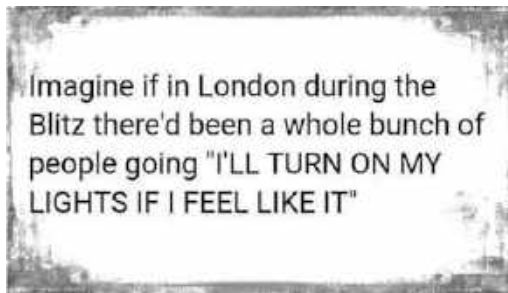 Imagine if in London during the
Blitz there'd been a whole bunch of
people going "I'LL TURN ON MY
LIGHTS IF I FEEL LIKE IT"